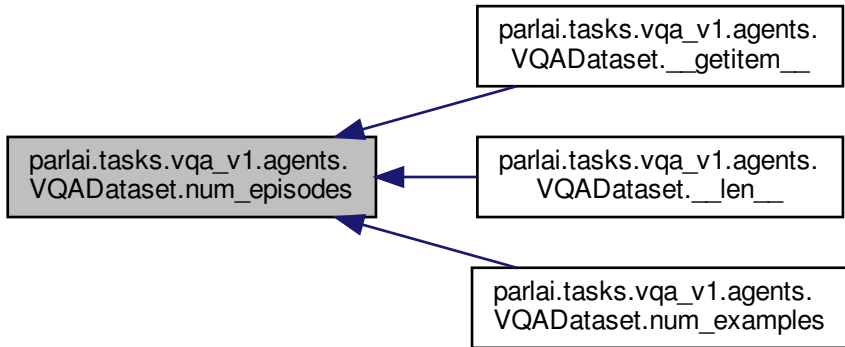 parlai.tasks.vqa_v1.agents.
VQADataset.num_episodes
parlai.tasks.vqa_v1.agents.
VQADataset.__getitem__
parlai.tasks.vqa_v1.agents.
VQADataset.__len__
parlai.tasks.vqa_v1.agents.
VQADataset.num_examples